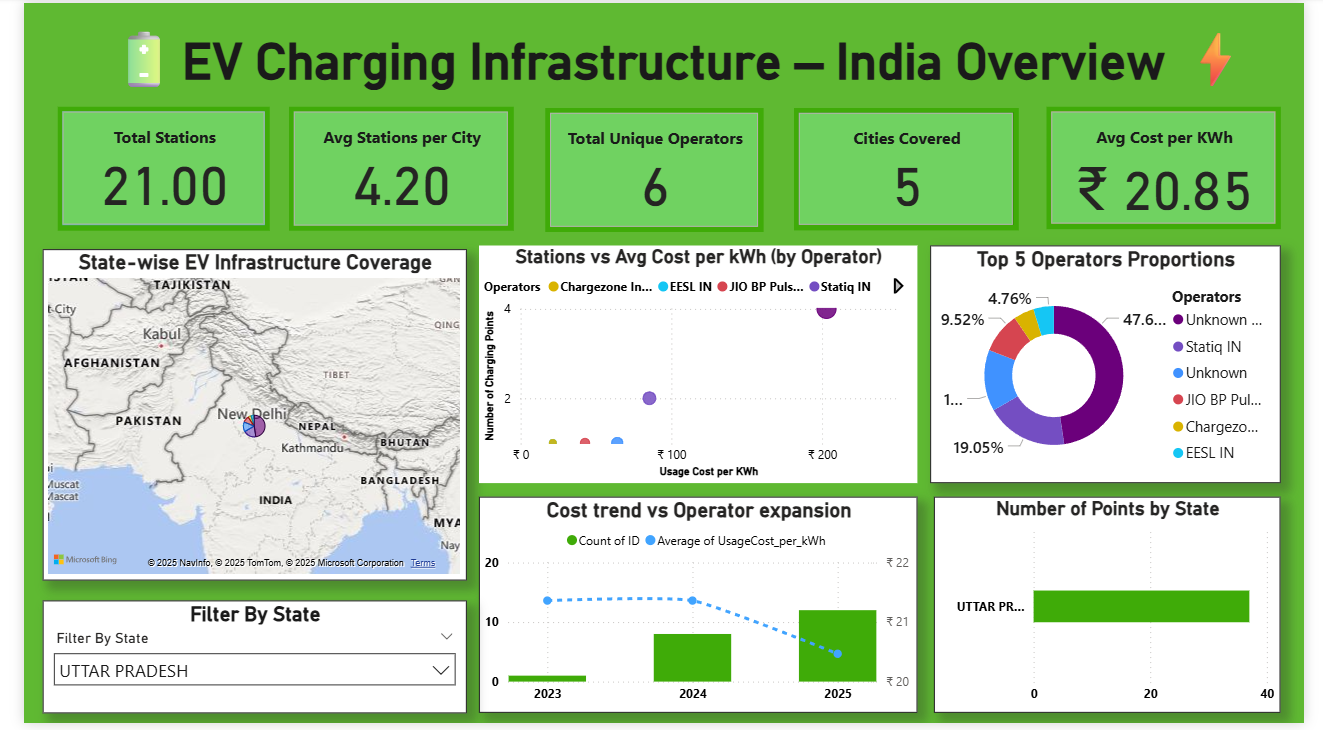 EV Charging Infrastructure – India Overview
Total Stations
21.00
Avg Stations per City
4.20
Total Unique Operators
6
Cities Covered
5
Avg Cost per KWh
₹ 20.85
State-wise EV Infrastructure Coverage
TAJIKISTAN
t-City
Kabul
QING
AFGHANISTAN
TIBET
PAKISTAN
New Delhi
NEPAL
Kathmandu
BHUTAN
BANGLADESH
Muscat
Mascat
INDIA
MYA
Nay
Microsoft Bing
© 2025 NavInfo, © 2025 TomTom, © 2025 Microsoft Corporation Terms
Filter By State
Filter By State
UTTAR PRADESH
Stations vs Avg Cost per kWh (by Operator)
Operators Chargezone In... EESL IN JIO BP Puls... Statiq IN
Number of Charging Points
4
2
₹ 0 ₹ 100 ₹ 200
Usage Cost per KWh
Cost trend vs Operator expansion
Count of ID Average of UsageCost_per_kWh
20 ₹ 22
10 ₹ 21
0 ₹ 20
2023 2024 2025
Top 5 Operators Proportions
4.76%
9.52%
1...
19.05%
47.6...
Operators
Unknown ...
Statiq IN
Unknown
JIO BP Pul...
Chargezo...
EESL IN
Number of Points by State
UTTAR PR...
0 20 40